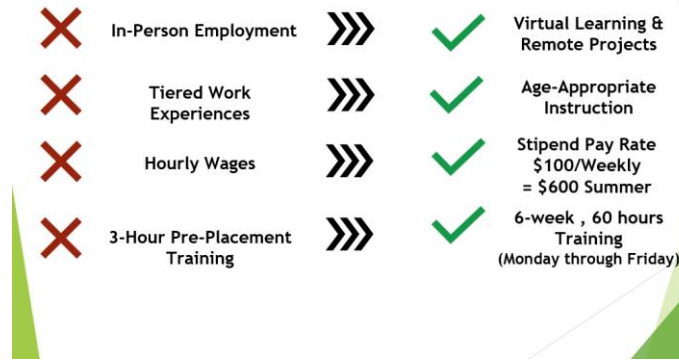 In-Person Employment
Virtual Learning &
Remote Projects
Tiered Work
Experiences
Age-Appropriate
Instruction
Hourly Wages
Stipend Pay Rate
$100/Weekly
= $600 Summer
3-Hour Pre-Placement
Training
6-week , 60 hours
Training
(Monday through Friday)